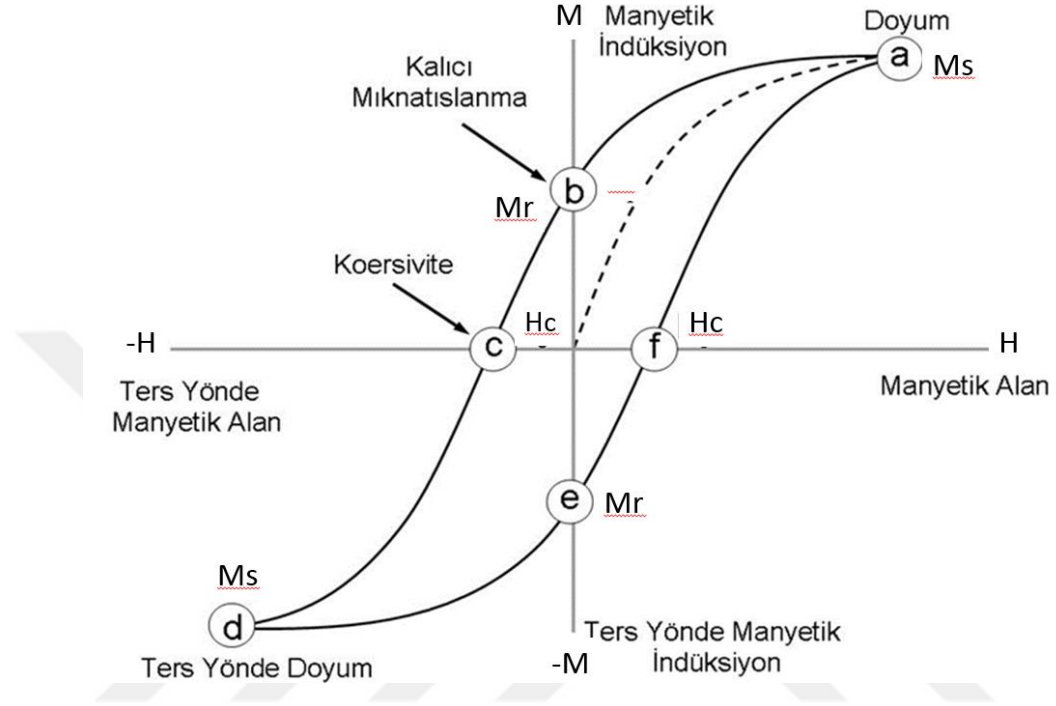 M
Manyetik
İndüksiyon
Doyum
a
Ms
Kalıcı
Mıknatıslanma
b
Mr
Koersivite
Hc
Hc
-H
c
f
H
Ters Yönde
Manyetik Alan
Manyetik Alan
e
Mr
Ms
d
Ters Yönde Doyum
Ters Yönde Manyetik
İndüksiyon
-M